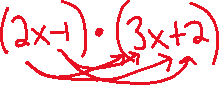 (2x-1) • (3x+2)